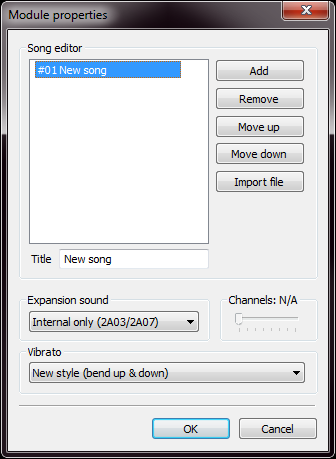 Module properties
Song editor
#01 New song
Add
Remove
Move up
Move down
Import file
Title New song
Expansion sound
Channels: N/A
Internal only (2A03/2A07)
Vibrato
New style (bend up & down)
OK Cancel